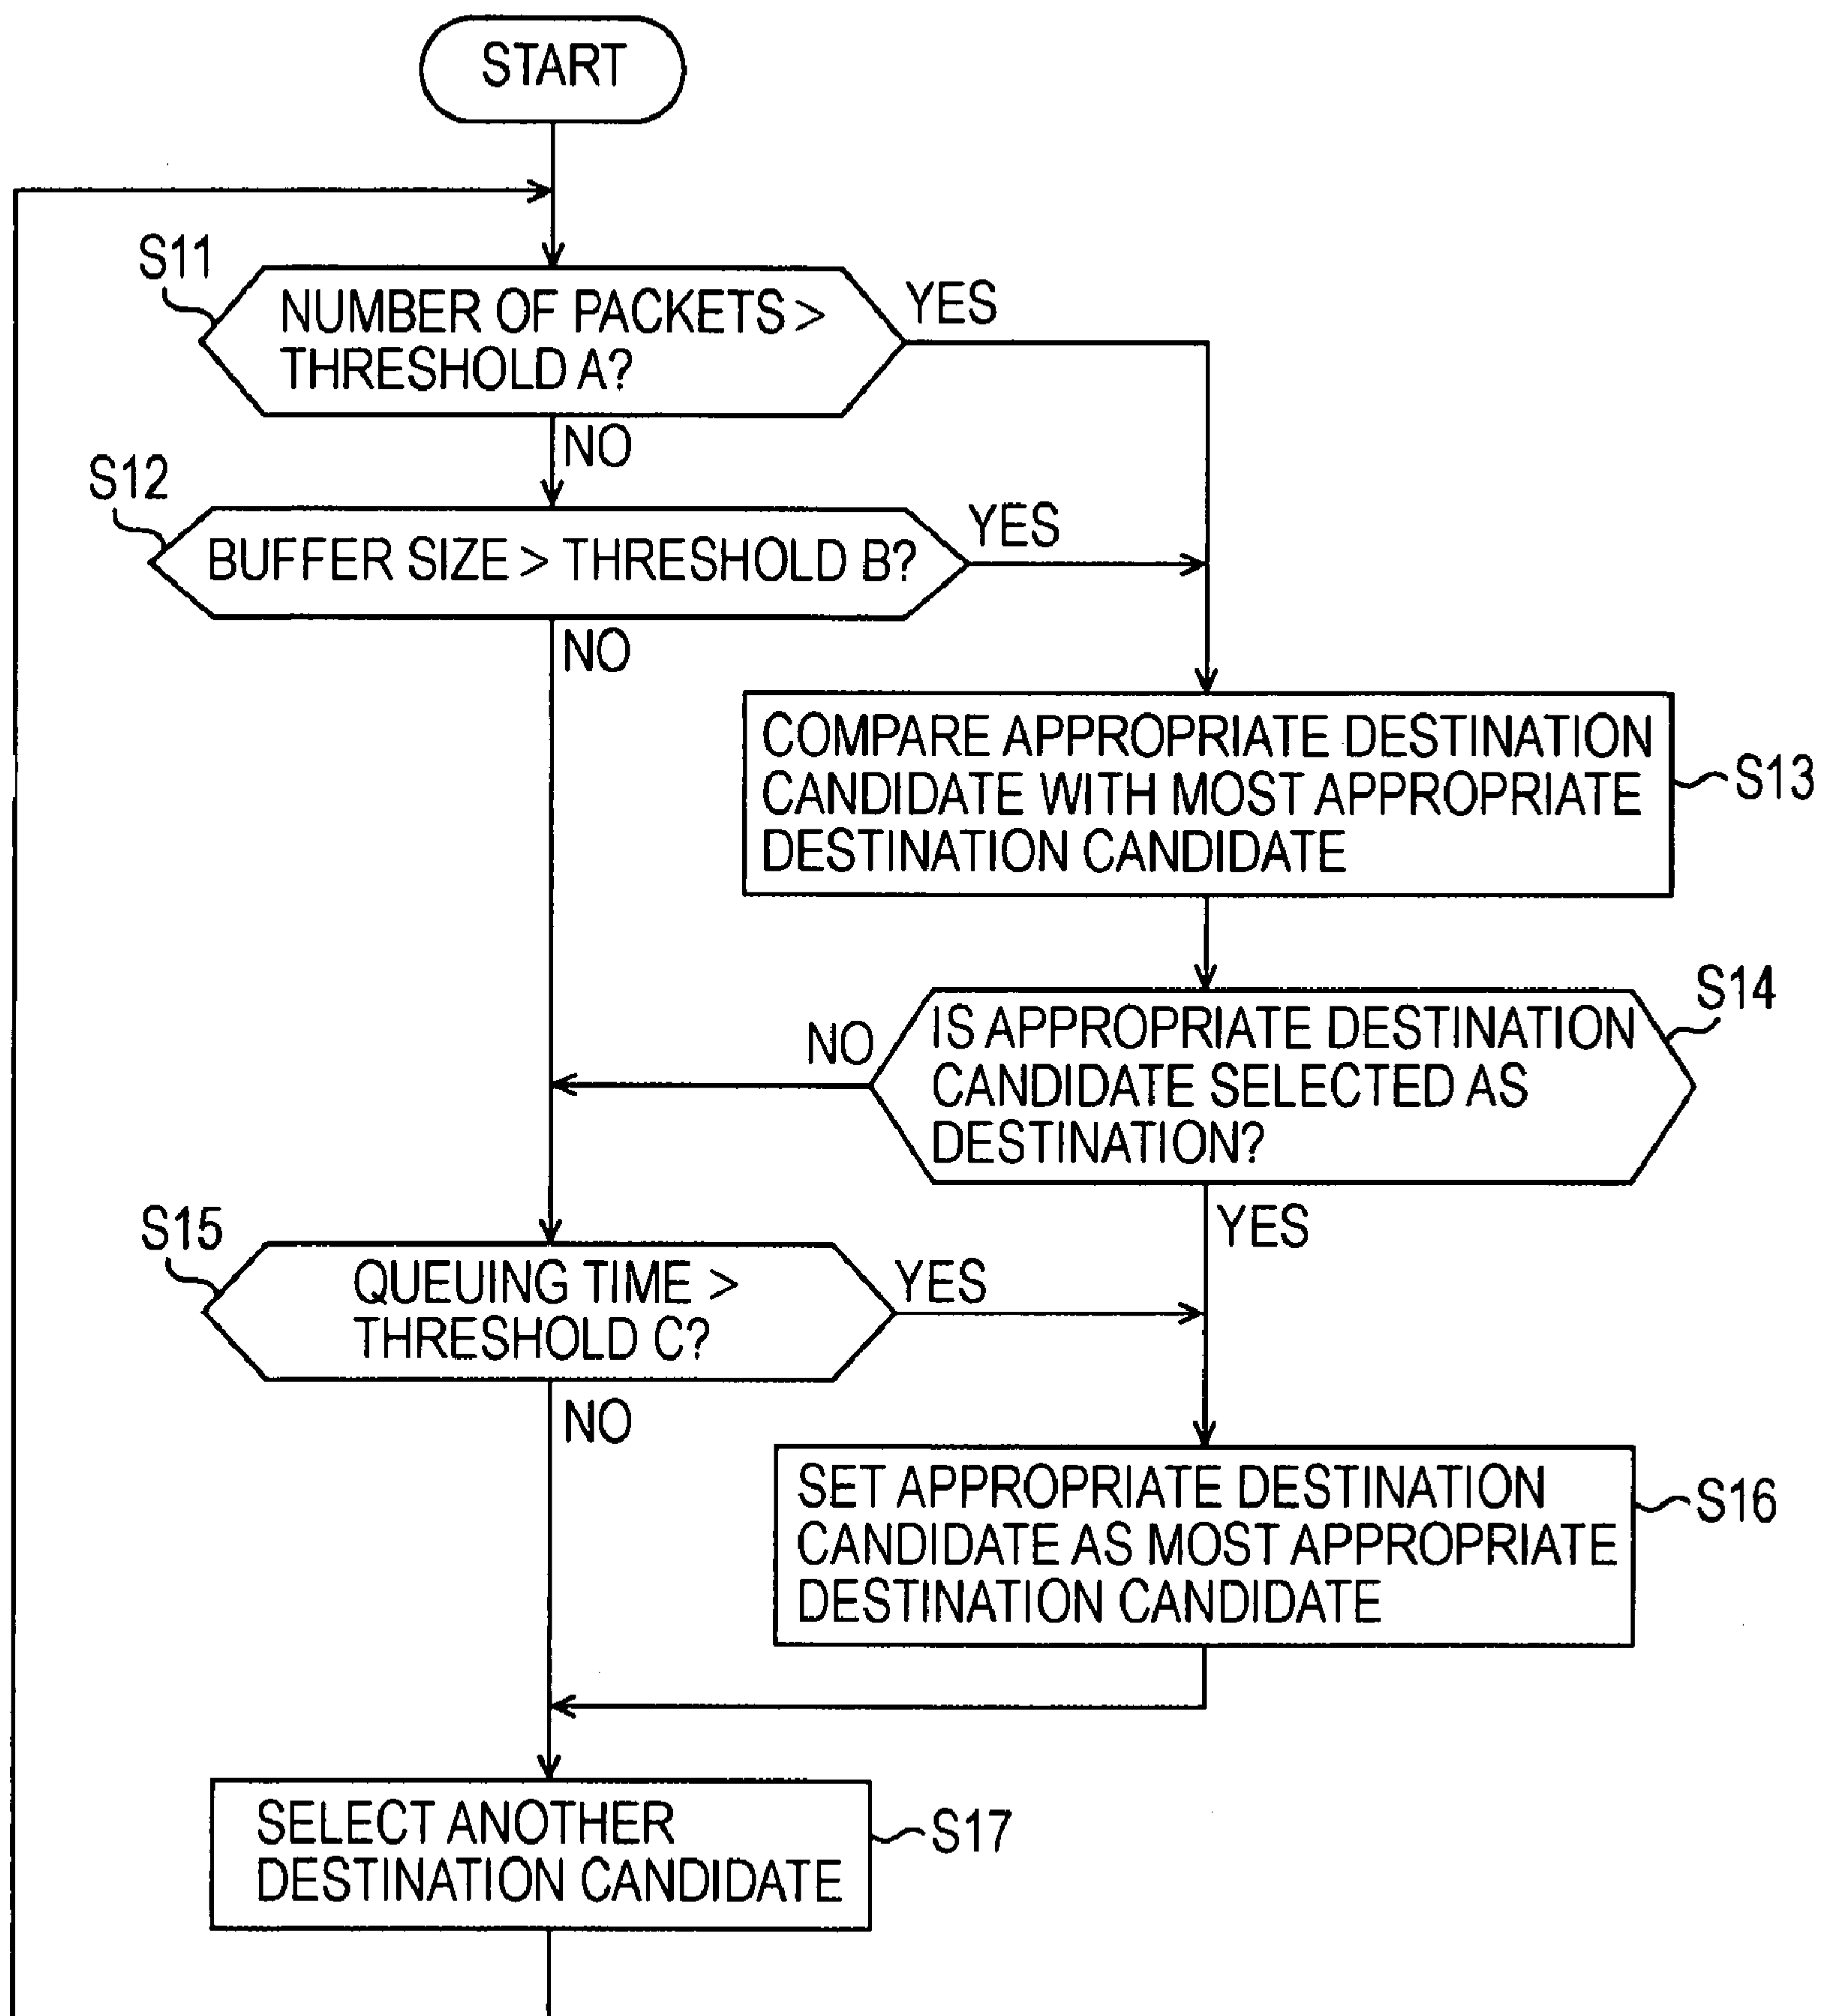 START
S11
NUMBER OF PACKETS >
THRESHOLD A?
YES
NO
S12
BUFFER SIZE > THRESHOLD B?
YES
NO
COMPARE APPROPRIATE DESTINATION
CANDIDATE WITH MOST APPROPRIATE
DESTINATION CANDIDATE
S13
S14
IS APPROPRIATE DESTINATION
CANDIDATE SELECTED AS
DESTINATION?
NO
YES
S15
QUEUING TIME >
THRESHOLD C?
YES
NO
SET APPROPRIATE DESTINATION
CANDIDATE AS MOST APPROPRIATE
DESTINATION CANDIDATE
S16
SELECT ANOTHER
DESTINATION CANDIDATE
S17